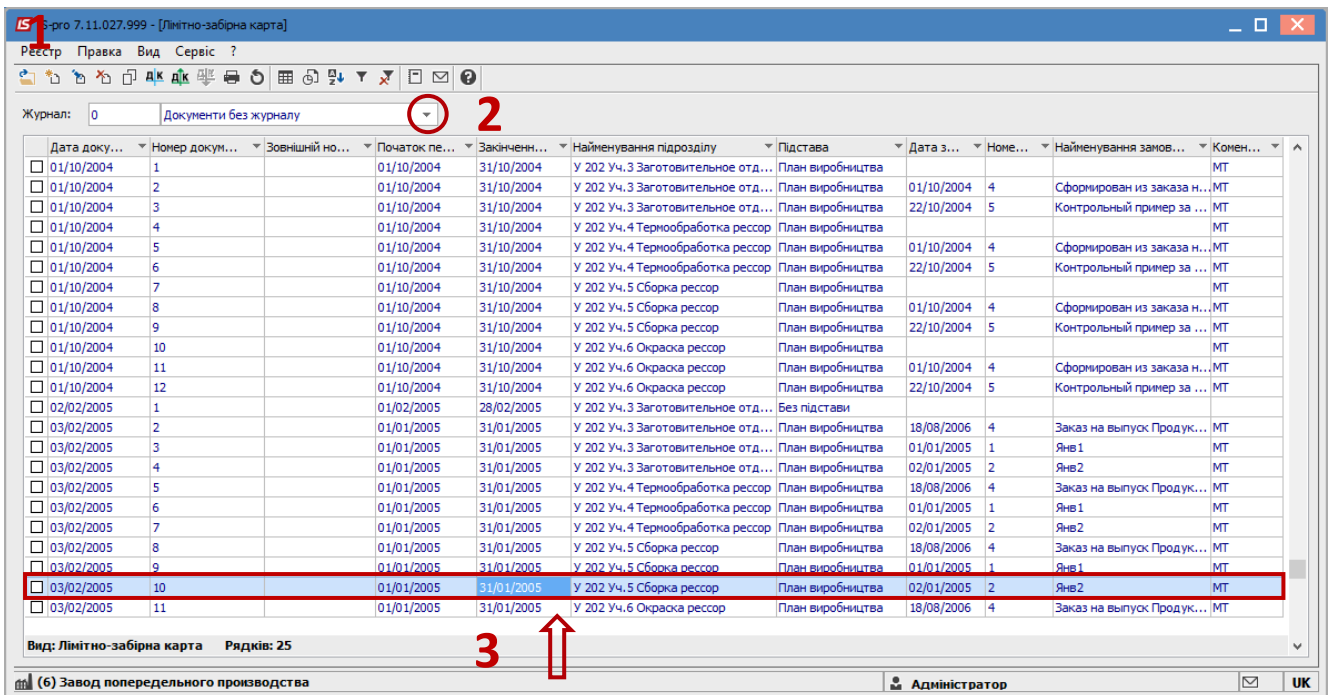 IS-pro 7.11.027.999 - [Лімітно-забірна карта]
1
Реєстр Правка Вид Сервіс ?
Журнал: 0 Документи без журналу 2
Дата доку... Номер докум... Зовнішній но... Початок пе... Закінченн... Найменування підрозділу Підстава Дата з... Номе... Найменування замов... Комен...
01/10/2004 1 01/10/2004 31/10/2004 У 202 Уч.3 Заготовительное отд... План виробництва МТ
01/10/2004 2 01/10/2004 31/10/2004 У 202 Уч.3 Заготовительное отд... План виробництва 01/10/2004 4 Сформирован из заказа н... МТ
01/10/2004 3 01/10/2004 31/10/2004 У 202 Уч.3 Заготовительное отд... План виробництва 22/10/2004 5 Контрольный пример за ... МТ
01/10/2004 4 01/10/2004 31/10/2004 У 202 Уч.4 Термообработка рессор План виробництва МТ
01/10/2004 5 01/10/2004 31/10/2004 У 202 Уч.4 Термообработка рессор План виробництва 01/10/2004 4 Сформирован из заказа н... МТ
01/10/2004 6 01/10/2004 31/10/2004 У 202 Уч.4 Термообработка рессор План виробництва 22/10/2004 5 Контрольный пример за ... МТ
01/10/2004 7 01/10/2004 31/10/2004 У 202 Уч.5 Сборка рессор План виробництва МТ
01/10/2004 8 01/10/2004 31/10/2004 У 202 Уч.5 Сборка рессор План виробництва 01/10/2004 4 Сформирован из заказа н... МТ
01/10/2004 9 01/10/2004 31/10/2004 У 202 Уч.5 Сборка рессор План виробництва 22/10/2004 5 Контрольный пример за ... МТ
01/10/2004 10 01/10/2004 31/10/2004 У 202 Уч.6 Окраска рессор План виробництва МТ
01/10/2004 11 01/10/2004 31/10/2004 У 202 Уч.6 Окраска рессор План виробництва 01/10/2004 4 Сформирован из заказа н... МТ
01/10/2004 12 01/10/2004 31/10/2004 У 202 Уч.6 Окраска рессор План виробництва 22/10/2004 5 Контрольный пример за ... МТ
02/02/2005 1 01/02/2005 28/02/2005 У 202 Уч.3 Заготовительное отд... Без підстави
03/02/2005 2 01/01/2005 31/01/2005 У 202 Уч.3 Заготовительное отд... План виробництва 18/08/2006 4 Заказ на выпуск Продук... МТ
03/02/2005 3 01/01/2005 31/01/2005 У 202 Уч.3 Заготовительное отд... План виробництва 01/01/2005 1 Янв1 МТ
03/02/2005 4 01/01/2005 31/01/2005 У 202 Уч.3 Заготовительное отд... План виробництва 02/01/2005 2 Янв2 МТ
03/02/2005 5 01/01/2005 31/01/2005 У 202 Уч.4 Термообработка рессор План виробництва 18/08/2006 4 Заказ на выпуск Продук... МТ
03/02/2005 6 01/01/2005 31/01/2005 У 202 Уч.4 Термообработка рессор План виробництва 01/01/2005 1 Янв1 МТ
03/02/2005 7 01/01/2005 31/01/2005 У 202 Уч.4 Термообработка рессор План виробництва 02/01/2005 2 Янв2 МТ
03/02/2005 8 01/01/2005 31/01/2005 У 202 Уч.5 Сборка рессор План виробництва 18/08/2006 4 Заказ на выпуск Продук... МТ
03/02/2005 9 01/01/2005 31/01/2005 У 202 Уч.5 Сборка рессор План виробництва 01/01/2005 1 Янв1 МТ
03/02/2005 10 01/01/2005 31/01/2005 У 202 Уч.5 Сборка рессор План виробництва 02/01/2005 2 Янв2 МТ
03/02/2005 11 01/01/2005 31/01/2005 У 202 Уч.6 Окраска рессор План виробництва 18/08/2006 4 Заказ на выпуск Продук... МТ
Вид: Лімітно-забірна карта Рядків: 25
3
(6) Завод попередельного производства Адміністратор UK